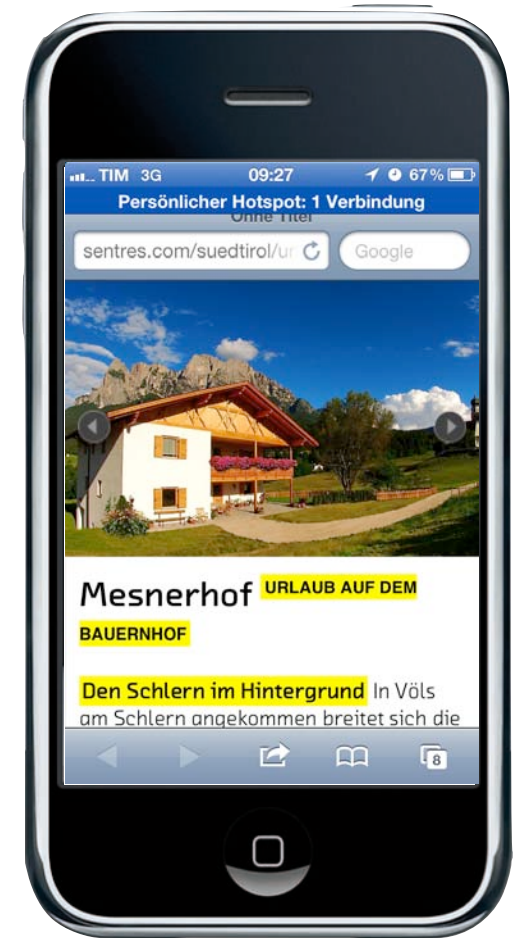 TIM 3G 09:27 67%
Persönlicher Hotspot: 1 Verbindung
Ohne Titel
sentres.com/suedtirol/ur Google
Mesnerhof URLAUB AUF DEM
BAUERNHOF
Den Schlern im Hintergrund In Völs
am Schlern angekommen breitet sich die
8